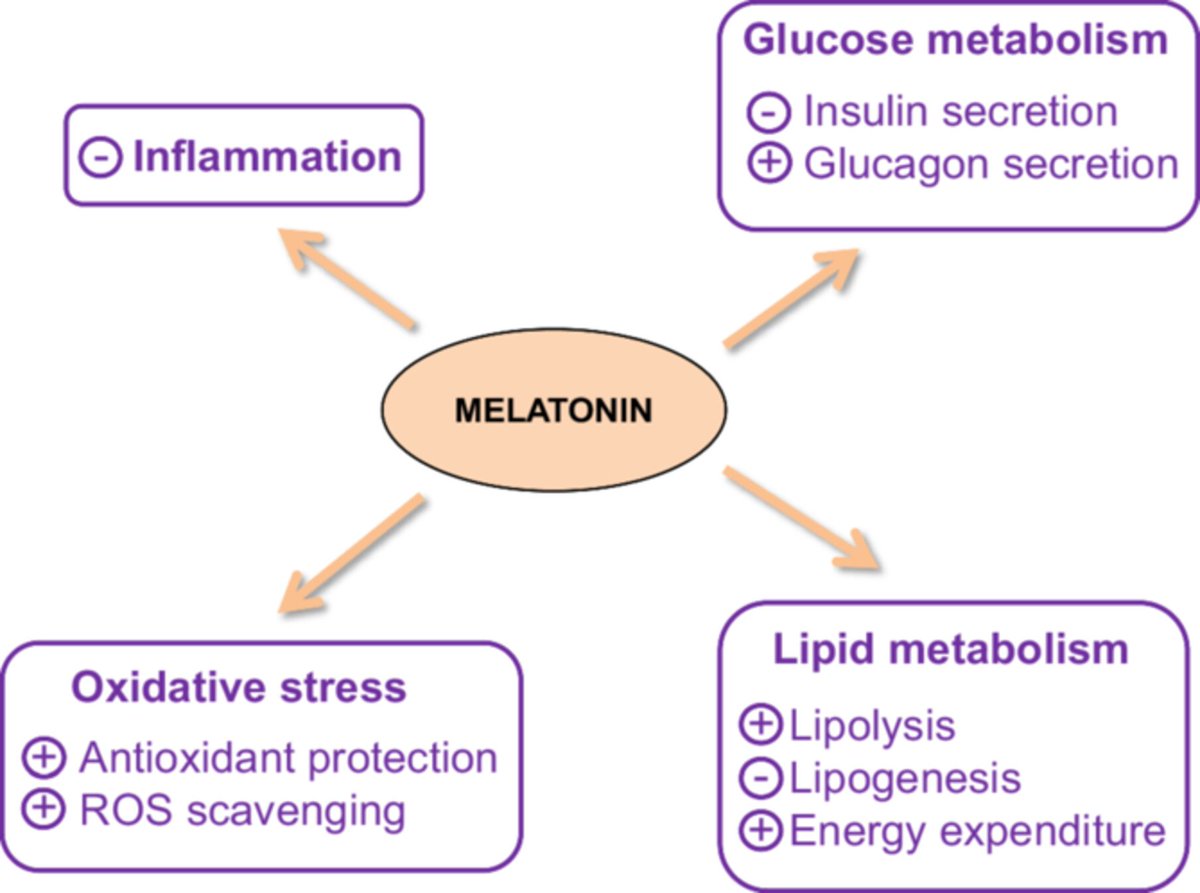 Glucose metabolism
⊖ Insulin secretion
⊕ Glucagon secretion
⊖ Inflammation
MELATONIN
Oxidative stress
⊕ Antioxidant protection
⊕ ROS scavenging
Lipid metabolism
⊕ Lipolysis
⊖ Lipogenesis
⊕ Energy expenditure